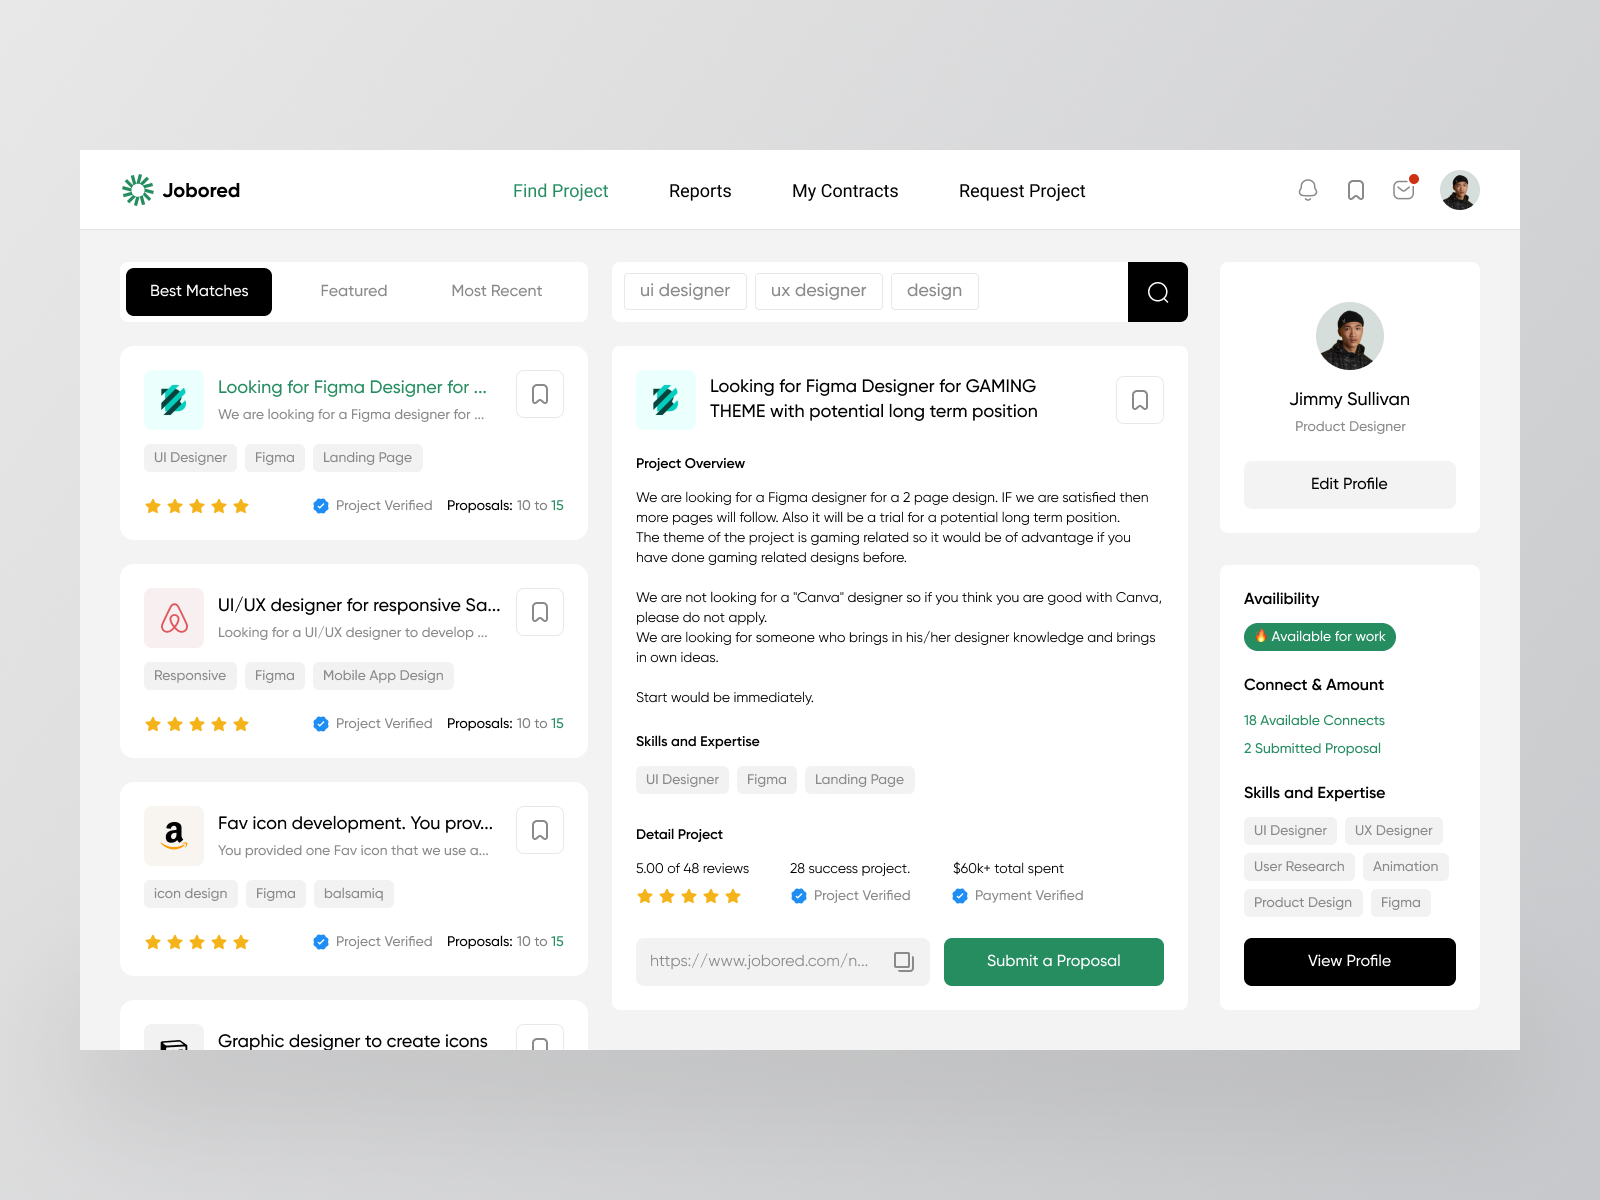 Jobored
Find Project
Reports
My Contracts
Request Project
Best Matches
Featured
Most Recent
Looking for Figma Designer for ...
We are looking for a Figma designer for ...
UI Designer
Figma
Landing Page
Project Verified
Proposals: 10 to 15
UI/UX designer for responsive Sa...
Looking for a UI/UX designer to develop ...
Responsive
Figma
Mobile App Design
Project Verified
Proposals: 10 to 15
a
Fav icon development. You prov...
You provided one Fav icon that we use a...
icon design
Figma
balsamiq
Project Verified
Proposals: 10 to 15
Graphic designer to create icons
ui designer
ux designer
design
Looking for Figma Designer for GAMING
THEME with potential long term position
Project Overview
We are looking for a Figma designer for a 2 page design. IF we are satisfied then
more pages will follow. Also it will be a trial for a potential long term position.
The theme of the project is gaming related so it would be of advantage if you
have done gaming related designs before.
We are not looking for a "Canva" designer so if you think you are good with Canva,
please do not apply.
We are looking for someone who brings in his/her designer knowledge and brings
in own ideas.
Start would be immediately.
Skills and Expertise
UI Designer
Figma
Landing Page
Detail Project
5.00 of 48 reviews
28 success project.
$60k+ total spent
Project Verified
Payment Verified
https://www.jobored.com/n...
Submit a Proposal
Jimmy Sullivan
Product Designer
Edit Profile
Availibility
🔥 Available for work
Connect & Amount
18 Available Connects
2 Submitted Proposal
Skills and Expertise
UI Designer
UX Designer
User Research
Animation
Product Design
Figma
View Profile